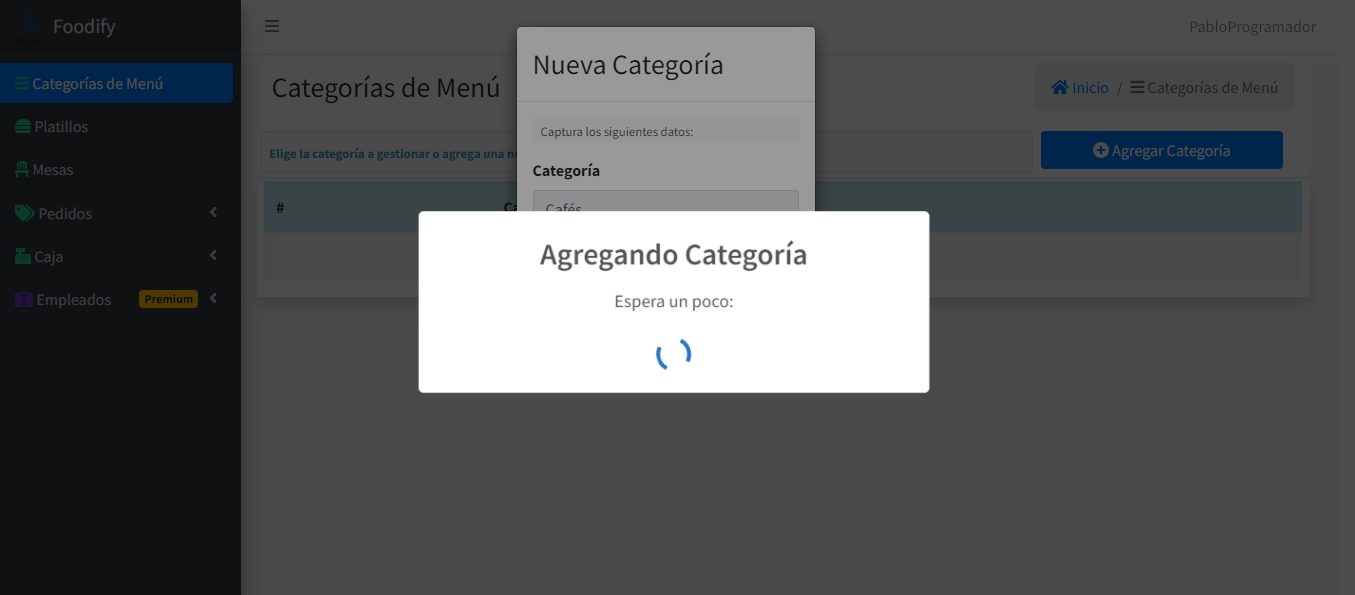 Foodify
PabloProgramador
Categorías de Menú
Platillos
Mesas
Pedidos
Caja
Empleados Premium
Categorías de Menú
Inicio / Categorías de Menú
Elige la categoría a gestionar o agrega una
Agregar Categoría
#
Nueva Categoría
Captura los siguientes datos:
Categoría
Cafés
Agregando Categoría
Espera un poco: